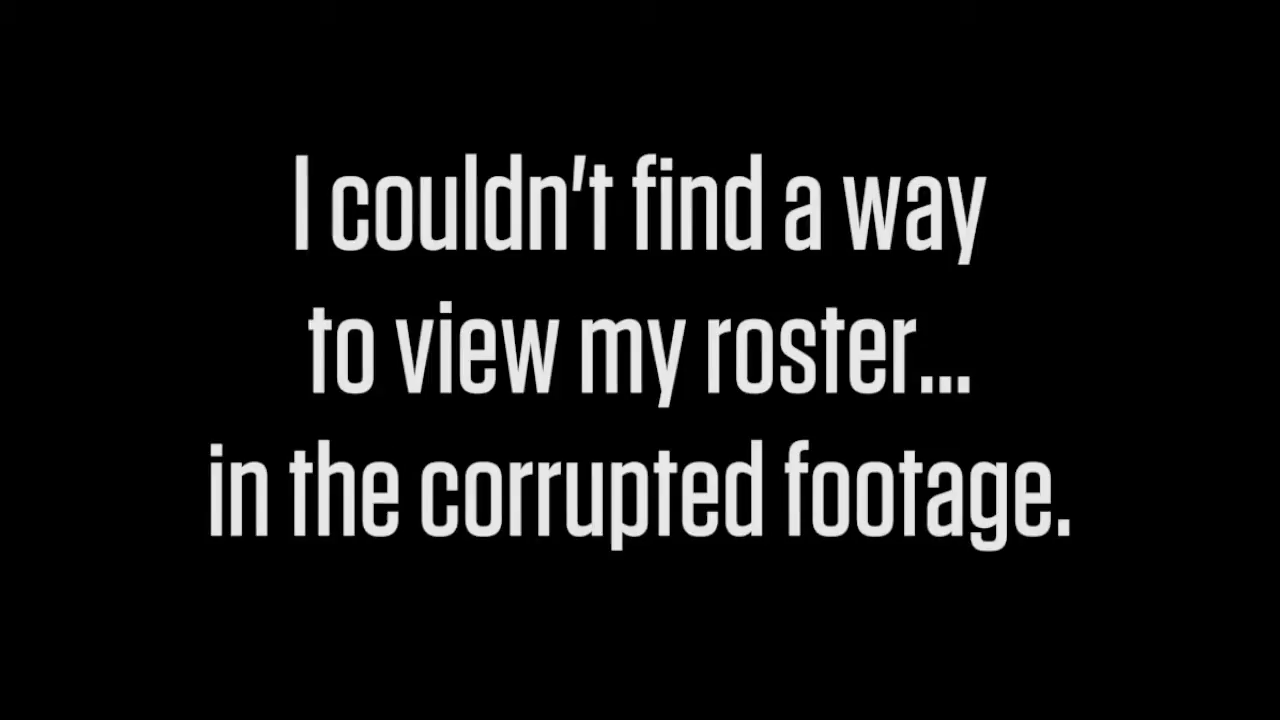 I couldn't find a way
to view my roster...
in the corrupted footage.